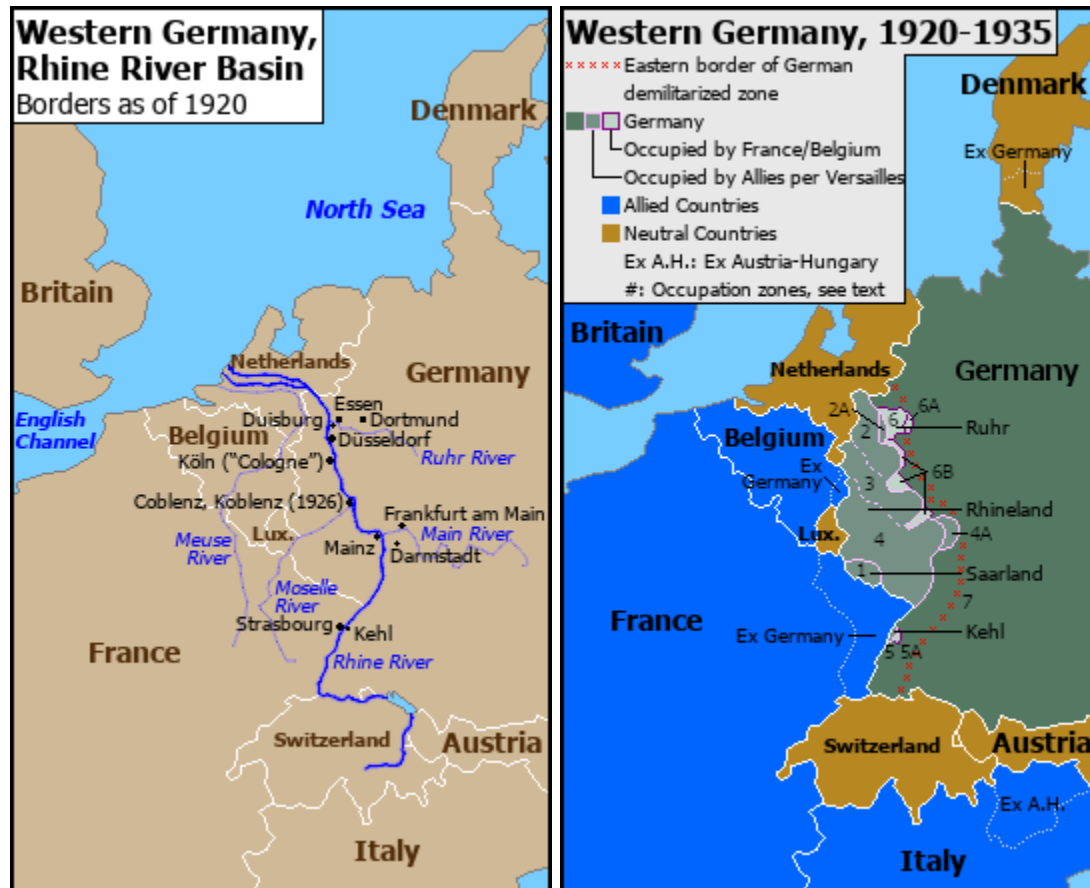 Western Germany,
Rhine River Basin
Borders as of 1920
Denmark
North Sea
Britain
Netherlands
Germany
English
Channel
Essen
Duisburg
Dortmund
Belgium
Düsseldorf
Köln ("Cologne")
Ruhr River
Coblenz, Koblenz (1926)
Frankfurt am Main
Meuse
River
Lux.
Main River
Mainz
Darmstadt
Moselle
River
Strasbourg
Kehl
France
Rhine River
Switzerland
Austria
Italy
Western Germany, 1920-1935
Eastern border of German
demilitarized zone
Germany
Occupied by France/Belgium
Occupied by Allies per Versailles
Allied Countries
Neutral Countries
Ex A.H.: Ex Austria-Hungary
#: Occupation zones, see text
Denmark
Ex Germany
Britain
Netherlands
Germany
2A
6
6A
2
Ruhr
Belgium
Ex
Germany
6B
3
Rhineland
Lux.
4
4A
1
Saarland
7
France
Ex Germany
Kehl
5 5A
Switzerland
Austria
Ex A.H.
Italy